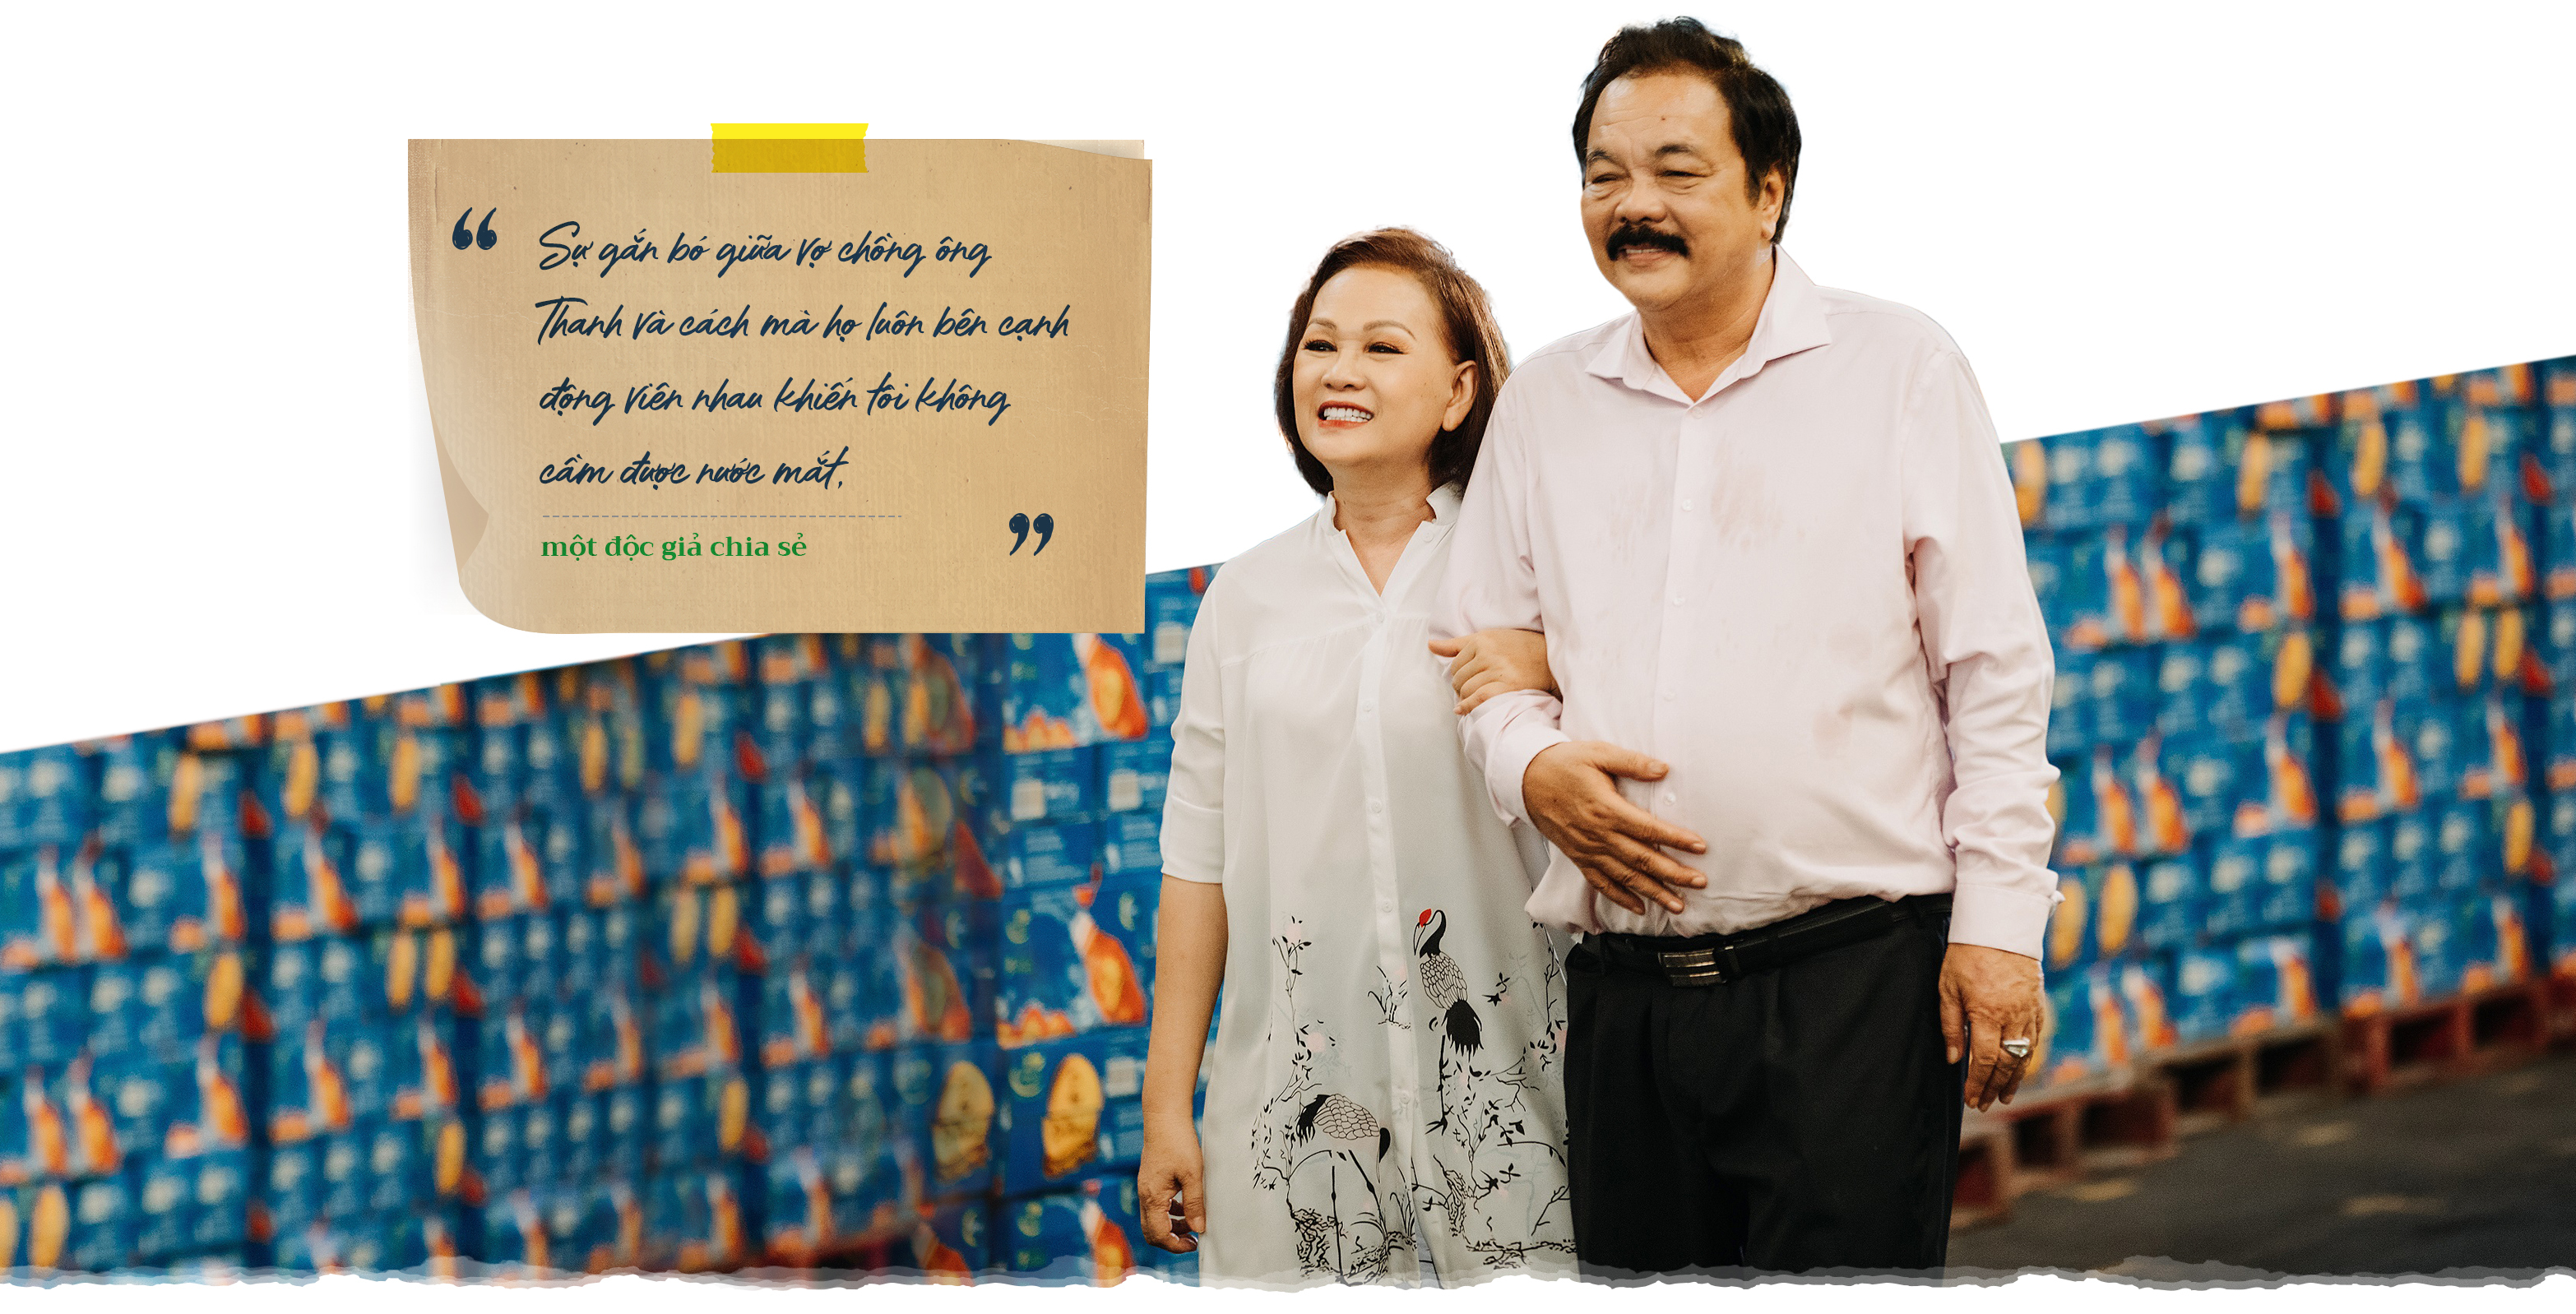 “ Sự gắn bó giữa vợ chồng ông
Thanh và cách mà họ luôn bên cạnh
động viên nhau khiến tôi không
cầm được nước mắt, ”
một độc giả chia sẻ